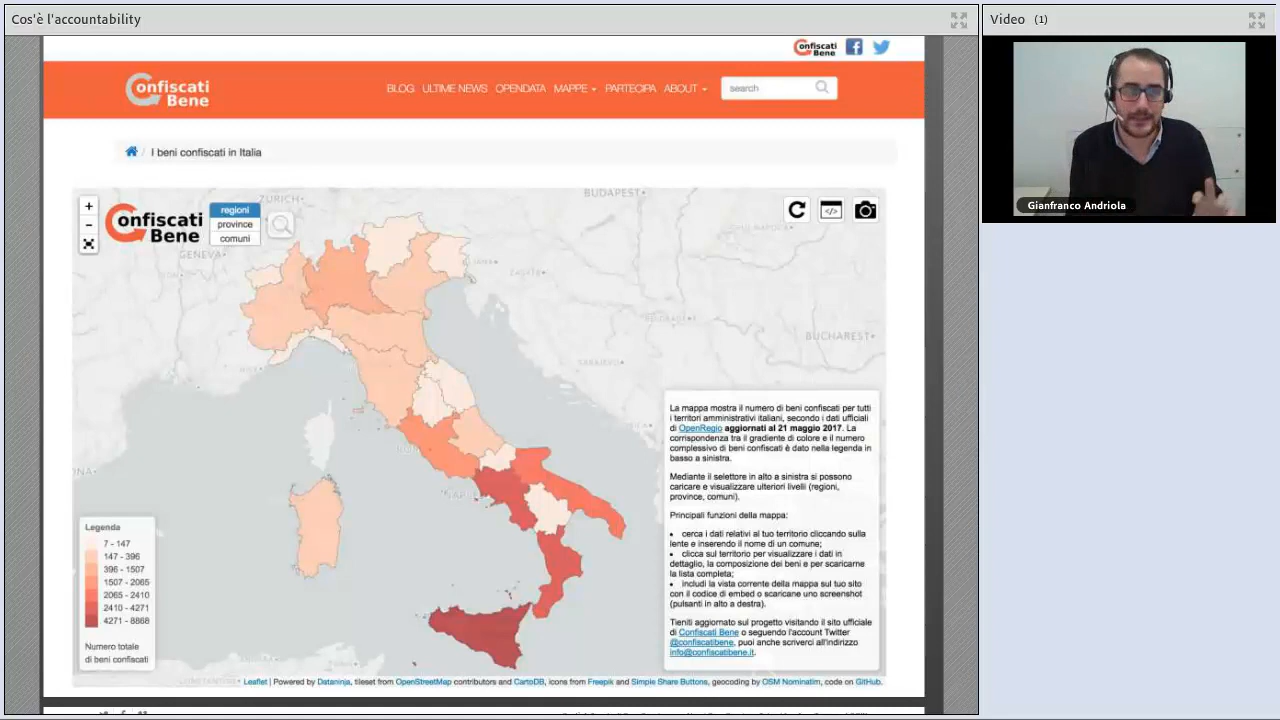 Cos'è l'accountability
Video (1)
Confiscati
Bene
Confiscati
Bene
BLOG ULTIME NEWS OPENDATA MAPPE PARTECIPA ABOUT
search
Gianfranco Andriola
/ I beni confiscati in Italia
+
-
Confiscati
Bene
regioni
province
comuni
</>
ZURICH
BUDAPEST
GENEVA
ZAGREB
BELGRADE
BUCHAREST
SARAJEVO
La mappa mostra il numero di beni confiscati per tutti
i territori amministrativi italiani, secondo i dati ufficiali
di OpenRegio aggiornati al 21 maggio 2017. La
corrispondenza tra il gradiente di colore e il numero
complessivo di beni confiscati è dato nella legenda in
basso a sinistra.
Mediante il selettore in alto a sinistra si possono
caricare e visualizzare ulteriori livelli (regioni,
province, comuni).
Principali funzioni della mappa:
• cerca i dati relativi al tuo territorio cliccando sulla
lente e inserendo il nome di un comune;
• clicca sul territorio per visualizzare i dati in
dettaglio, la composizione dei beni e per scaricarne
la lista completa;
• includi la vista corrente della mappa sul tuo sito
con il codice di embed o scaricane uno screenshot
(pulsanti in alto a destra).
Tieniti aggiornato sul progetto visitando il sito ufficiale
di Confiscati Bene o seguendo l'account Twitter
@confiscatibene, puoi anche scriverci all'indirizzo
info@confiscatibene.it.
Legenda
7 - 147
147 - 396
396 - 1507
1507 - 2065
2065 - 2410
2410 - 4271
4271 - 8868
Numero totale
di beni confiscati
Leaflet | Powered by Dataninja, tileset from OpenStreetMap contributors and CartoDB, icons from Freepik and Simple Share Buttons, geocoding by OSM Nominatim, code on GitHub.